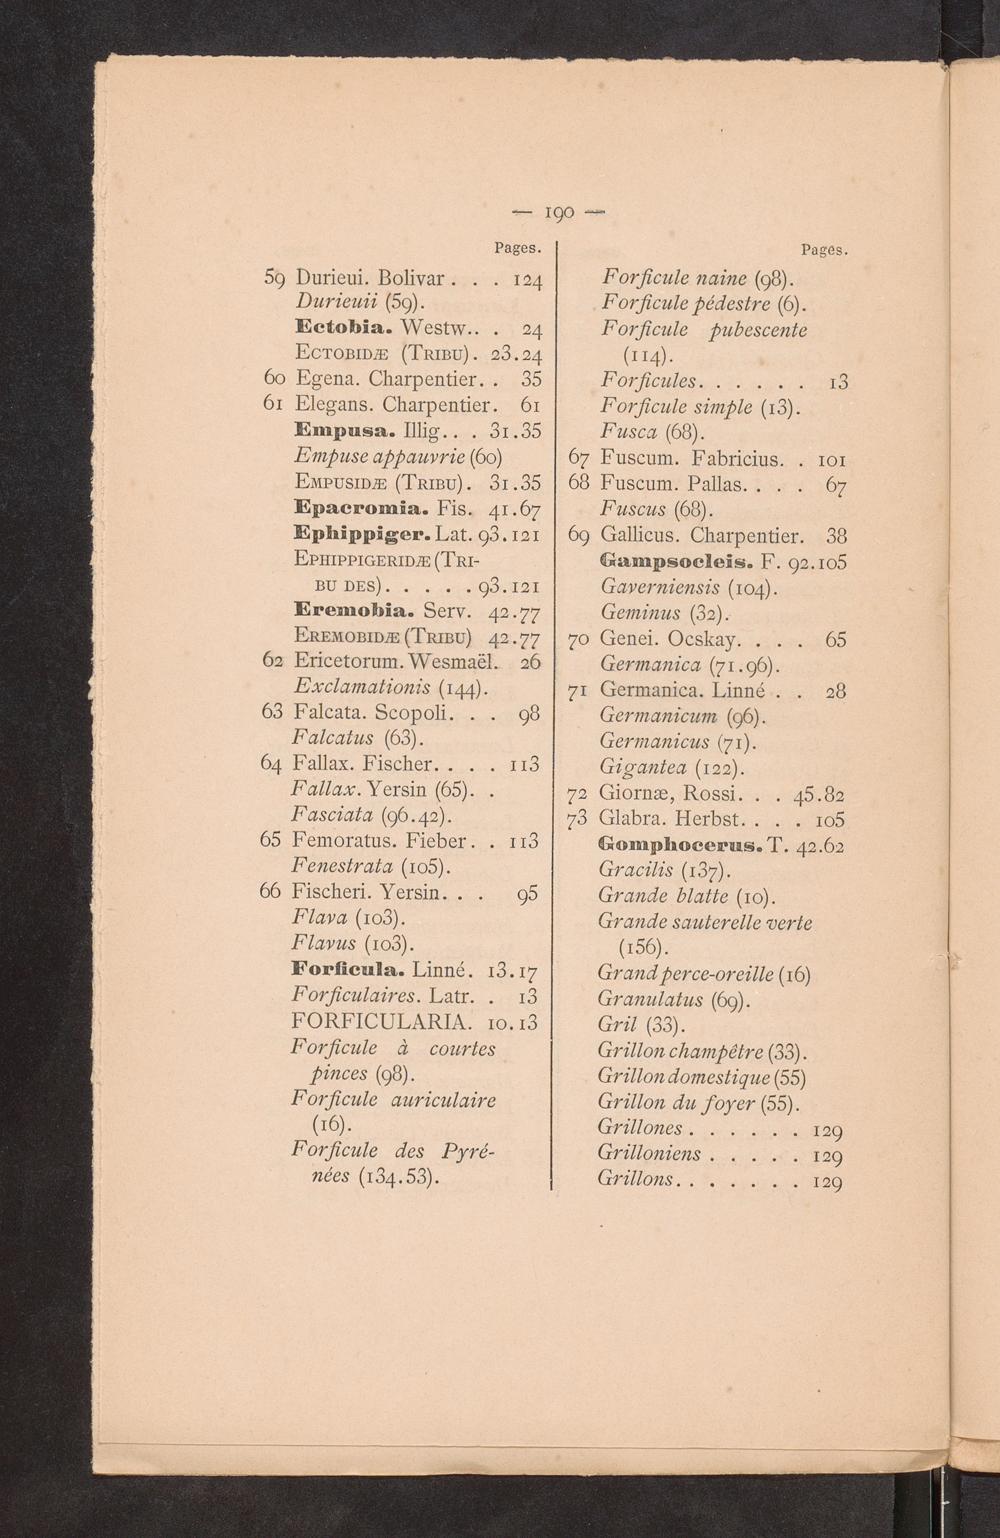 — 190 —
Pages.
59 Durieui. Bolivar . . . 124
Durieuii (59).
Ectobia. Westw.. . 24
ECTOBIDÆ (TRIBU). 23.24
60 Egena. Charpentier. . 35
61 Elegans. Charpentier. 61
Empusa. Illig.. . 31.35
Empuse appauvrie (60)
EMPUSIDÆ (TRIBU). 31.35
Epacromia. Fis. 41.67
Ephippiger. Lat. 93.121
EPHIPPIGERIDÆ (TRI-
BU DES). . . . . 93.121
Eremobia. Serv. 42.77
EREMOBIDÆ (TRIBU) 42.77
62 Ericetorum. Wesmaël. 26
Exclamationis (144).
63 Falcata. Scopoli. . . 98
Falcatus (63).
64 Fallax. Fischer. . . . 113
Fallax. Yersin (65). .
Fasciata (96.42).
65 Femoratus. Fieber. . 113
Fenestrata (105).
66 Fischeri. Yersin. . . 95
Flava (103).
Flavus (103).
Forficula. Linné. 13.17
Forficulaires. Latr. . 13
FORFICULARIA. 10.13
Forficule à courtes
pinces (98).
Forficule auriculaire
(16).
Forficule des Pyré-
nées (134.53).
Pages.
Forficule naine (98).
Forficule pédestre (6).
Forficule pubescente
(114).
Forficules. . . . . . 13
Forficule simple (13).
Fusca (68).
67 Fuscum. Fabricius. . 101
68 Fuscum. Pallas. . . . 67
Fuscus (68).
69 Gallicus. Charpentier. 38
Gampsocleis. F. 92.105
Gaverniensis (104).
Geminus (32).
70 Genei. Ocskay. . . . 65
Germanica (71.96).
71 Germanica. Linné . . 28
Germanicum (96).
Germanicus (71).
Gigantea (122).
72 Giornæ, Rossi. . . 45.82
73 Glabra. Herbst. . . . 105
Gomphocerus. T. 42.62
Gracilis (137).
Grande blatte (10).
Grande sauterelle verte
(156).
Grand perce-oreille (16)
Granulatus (69).
Gril (33).
Grillon champêtre (33).
Grillon domestique (55)
Grillon du foyer (55).
Grillones . . . . . . 129
Grilloniens . . . . . 129
Grillons. . . . . . . 129